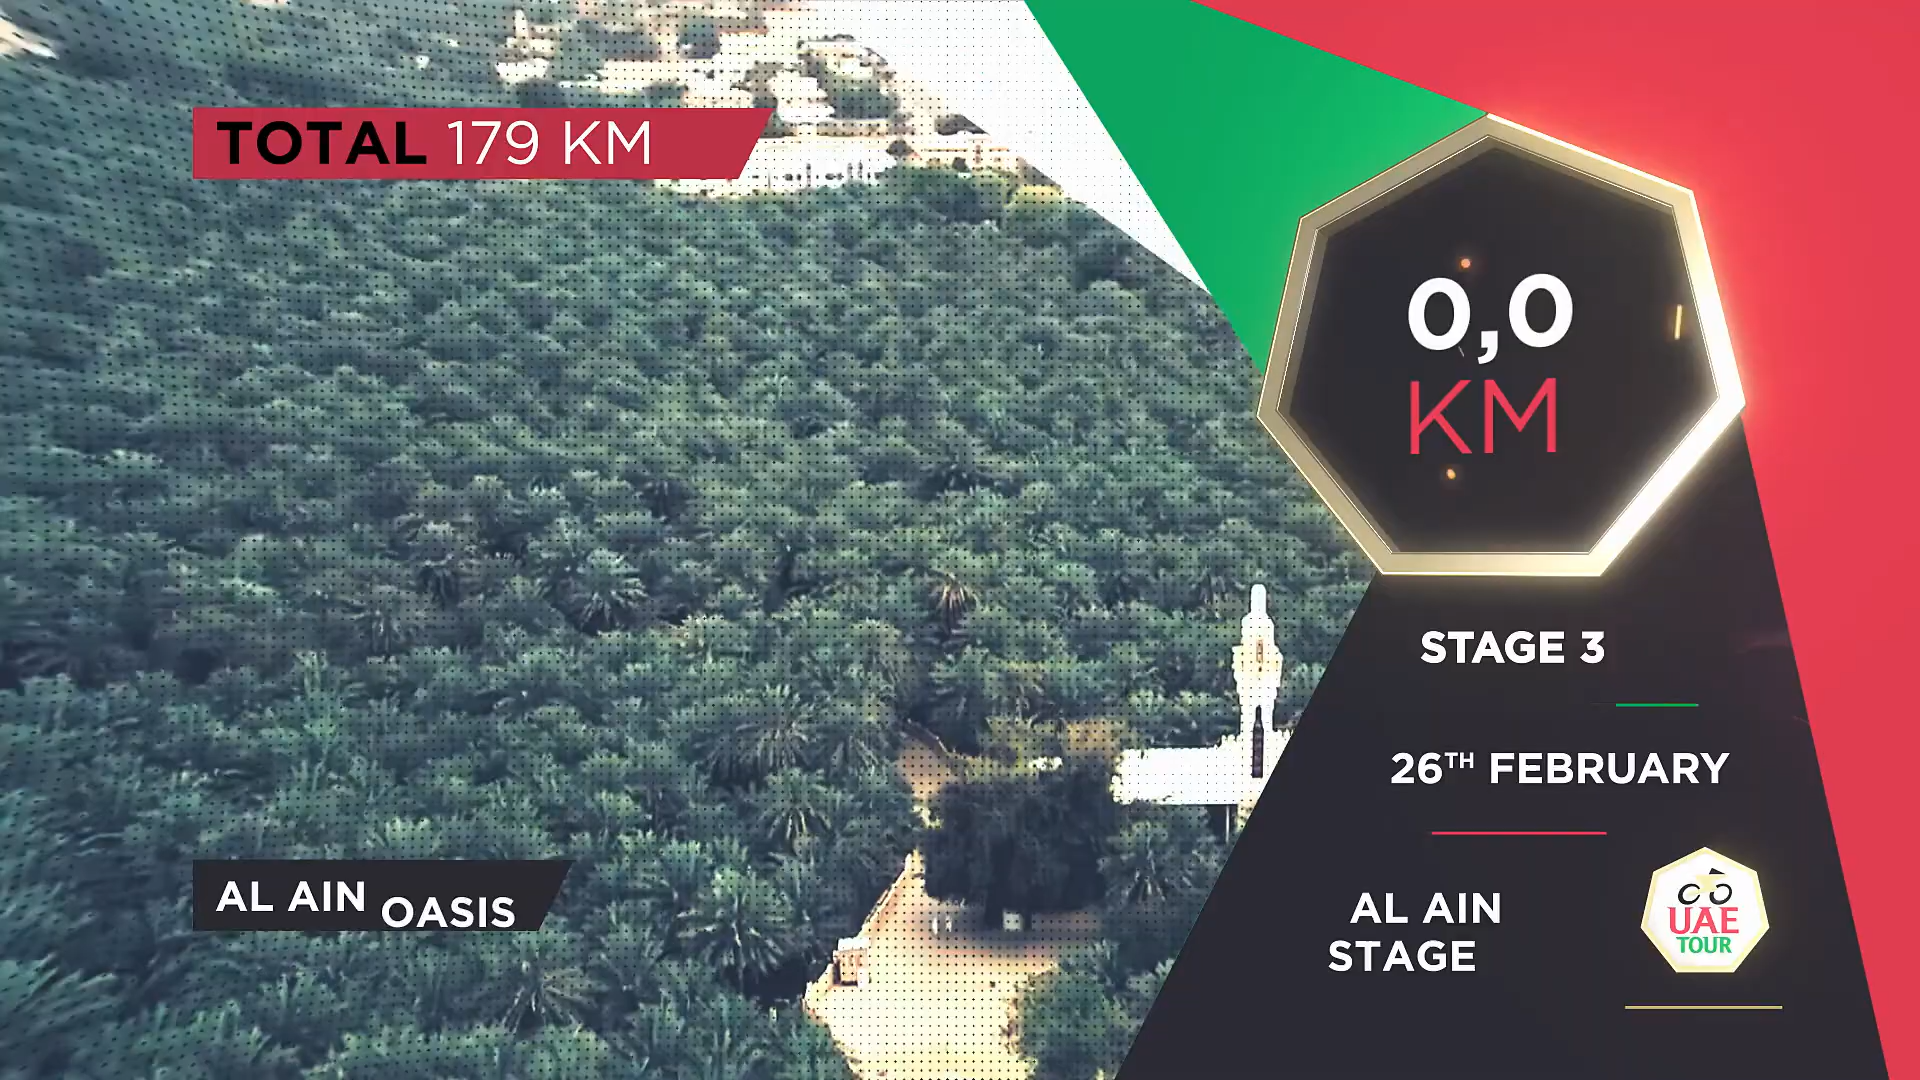 TOTAL 179 KM
0,0
KM
STAGE 3
26TH FEBRUARY
AL AIN
STAGE
UAE
TOUR
AL AIN OASIS